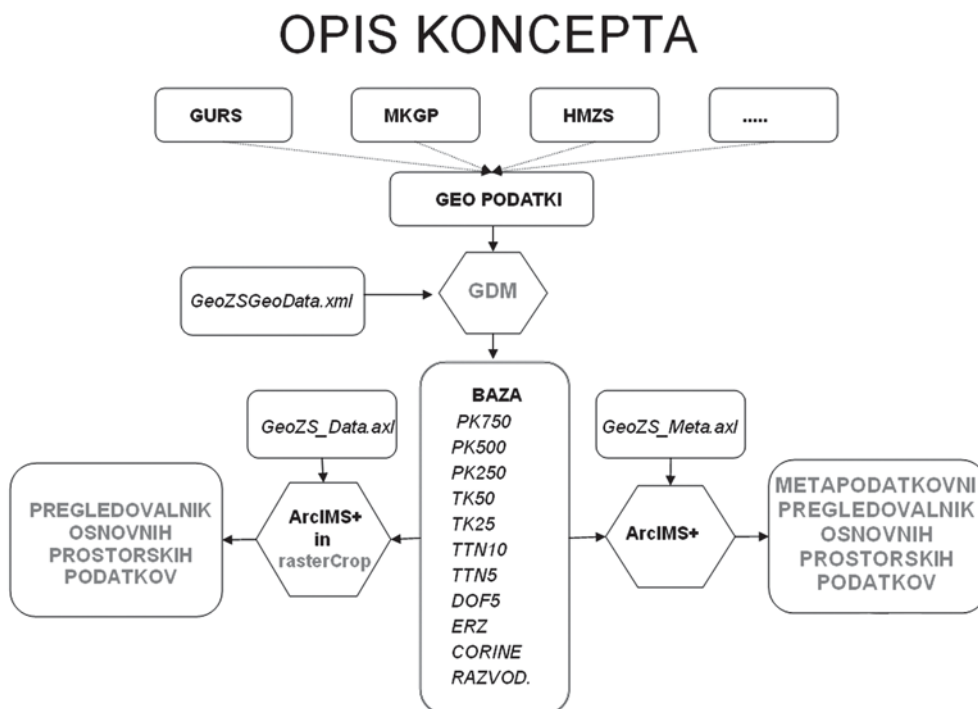 OPIS KONCEPTA
GURS
MKGP
HMZS
.....
GEO PODATKI
GDM
GeoZSGeoData.xml
BAZA
PK750
PK500
PK250
TK50
TK25
TTN10
TTN5
DOF5
ERZ
CORINE
RAZVOD.
GeoZS_Data.axl
ArcIMS+
in
rasterCrop
PREGLEDOVALNIK
OSNOVNIH
PROSTORSKIH
PODATKOV
GeoZS_Meta.axl
ArcIMS+
METAPODATKOVNI
PREGLEDOVALNIK
OSNOVNIH
PROSTORSKIH
PODATKOV